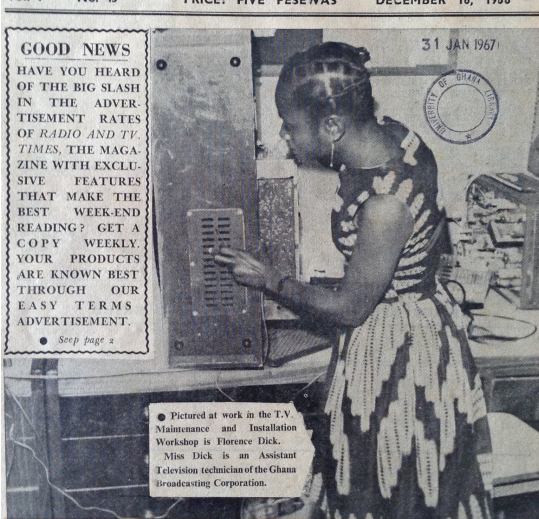 No. 43
PRICE: FIVE PESEWAS
DECEMBER 16, 1966
GOOD NEWS
HAVE YOU HEARD
OF THE BIG SLASH
IN THE ADVER-
TISEMENT RATES
OF RADIO AND TV.
TIMES, THE MAGA-
ZINE WITH EXCLU-
SIVE FEATURES
THAT MAKE THE
BEST WEEK-END
READING? GET A
COPY WEEKLY.
YOUR PRODUCTS
ARE KNOWN BEST
THROUGH OUR
EASY TERMS
ADVERTISEMENT.
● Seep page 2
31 JAN 1967
UNIVERSITY OF GHANA LIBRARY
● Pictured at work in the T.V.
Maintenance and Installation
Workshop is Florence Dick.
Miss Dick is an Assistant
Television technician of the Ghana
Broadcasting Corporation.